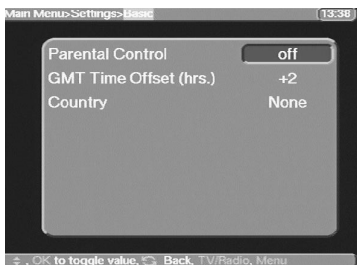 Main Menu>Settings>Basic 13:38
Parental Control off
GMT Time Offset (hrs.) +2
Country None
, OK to toggle value, Back, TV/Radio, Menu